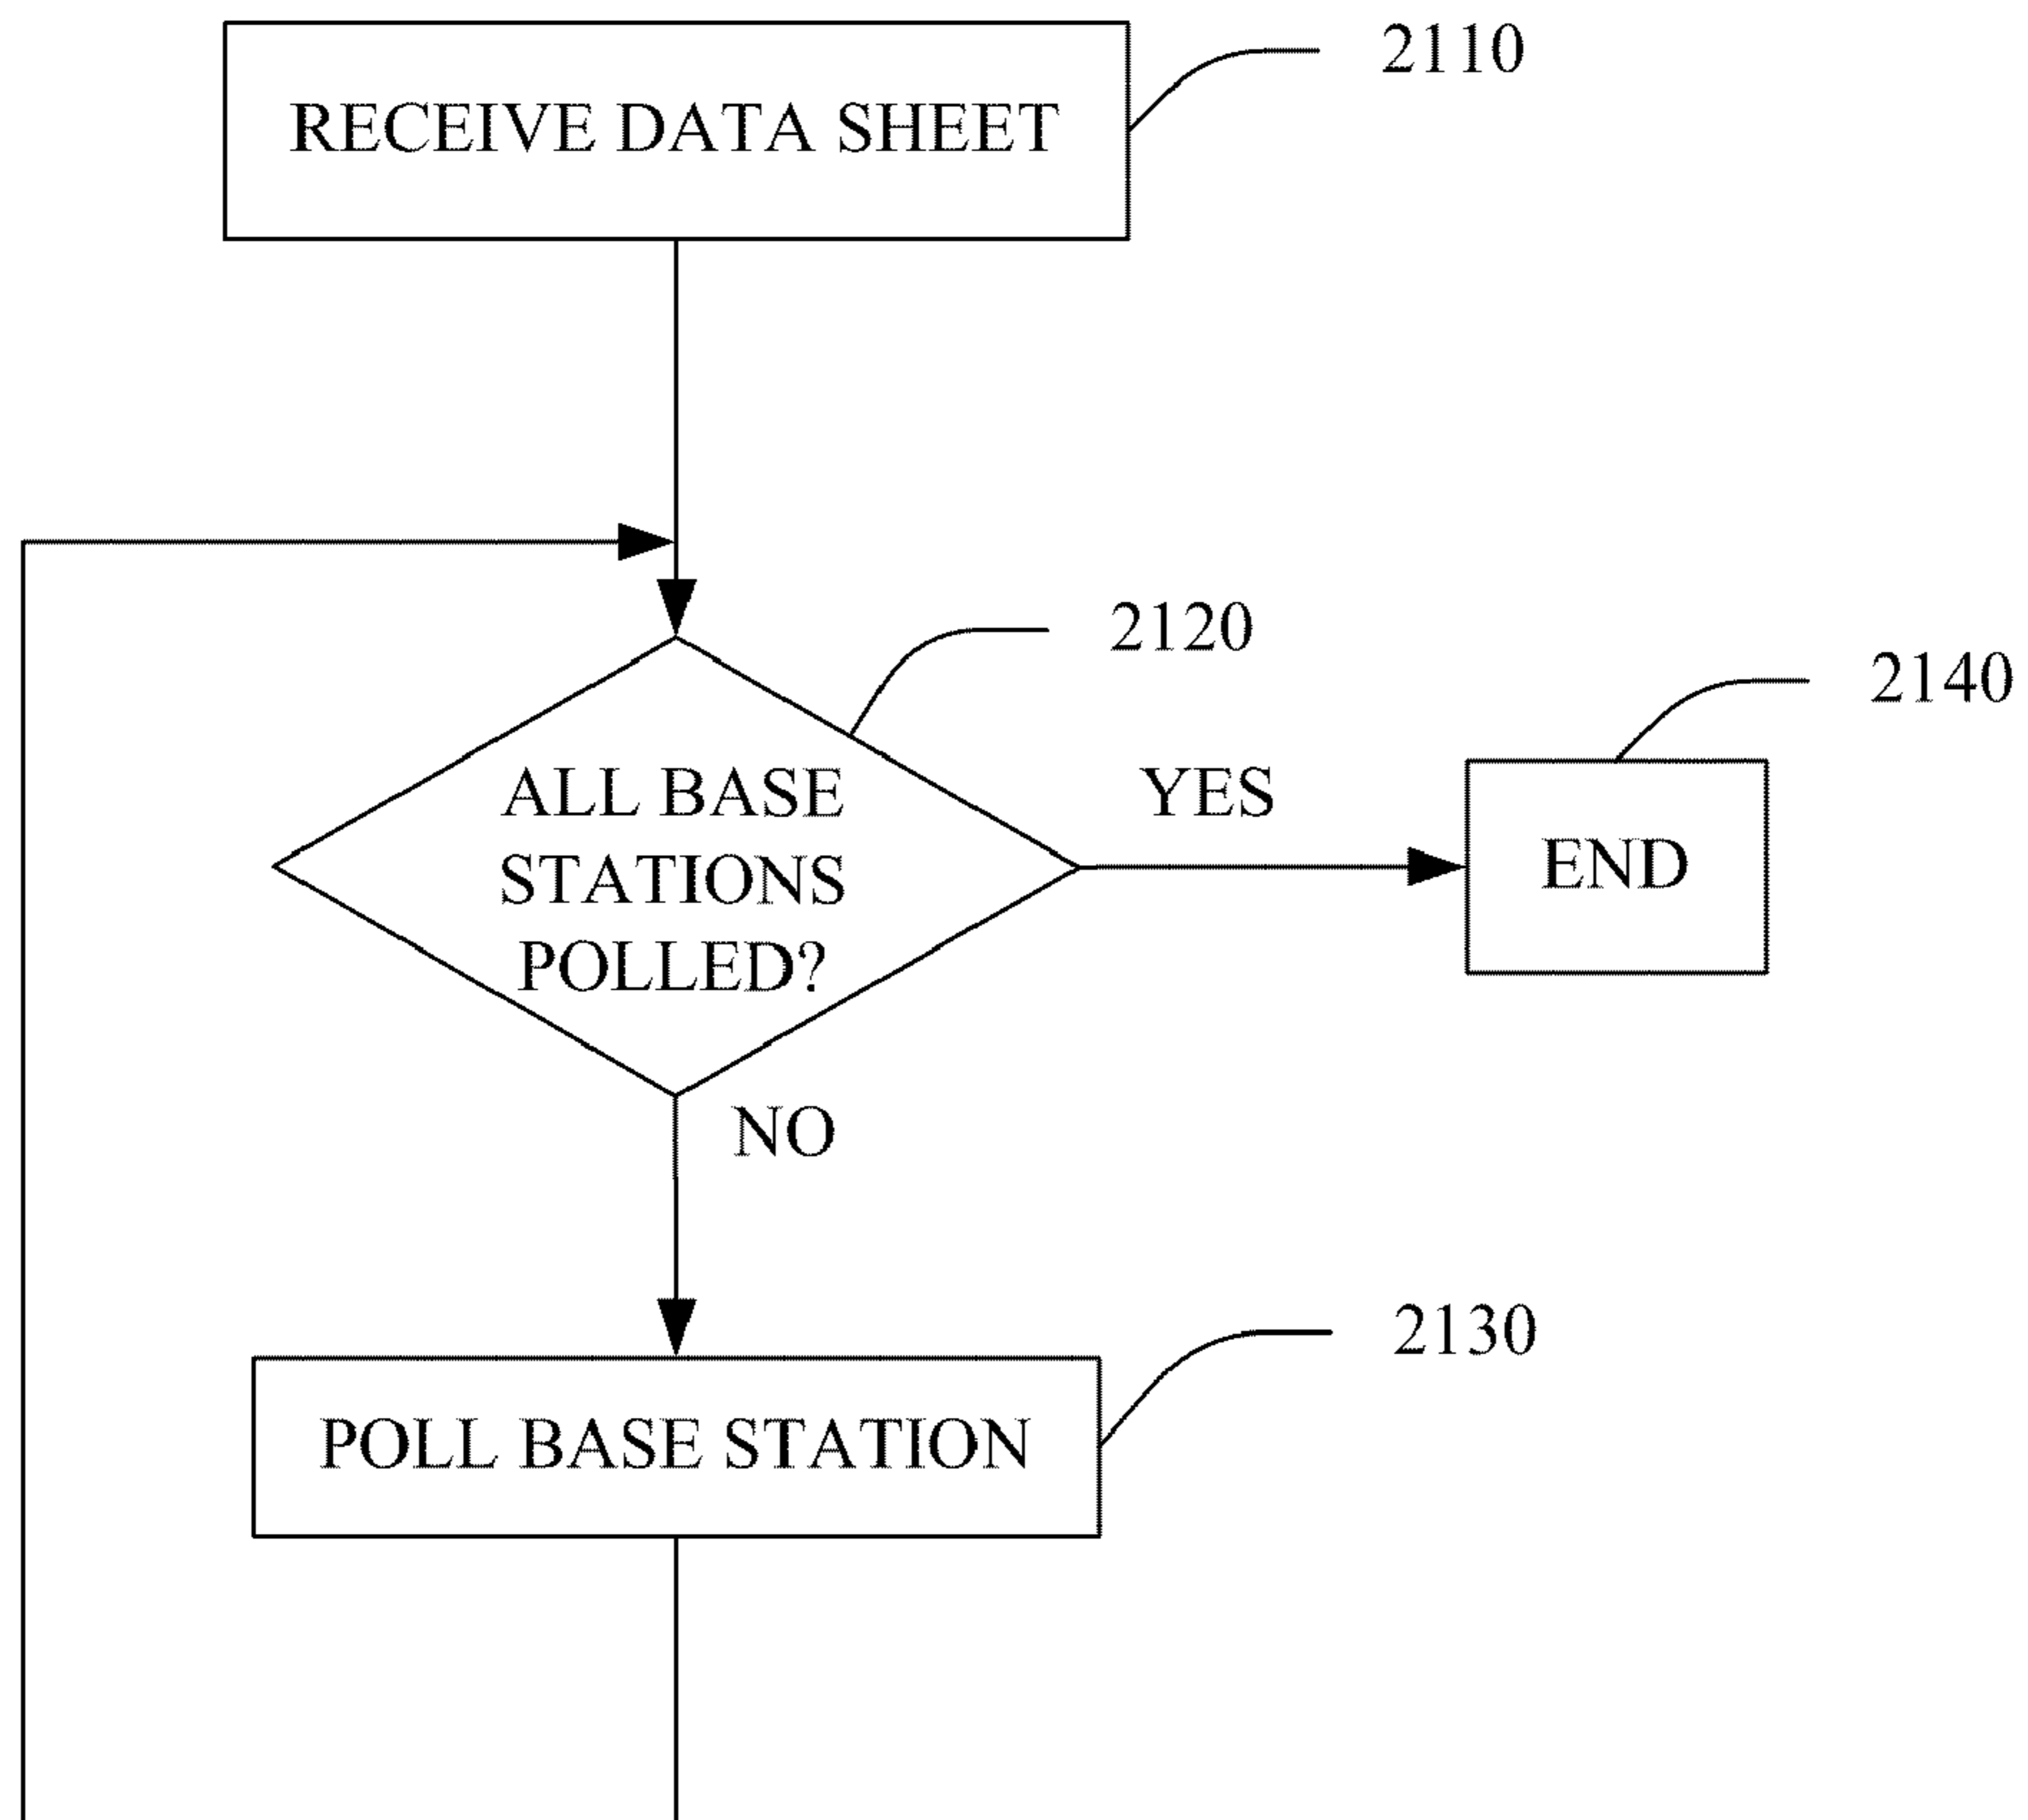 RECEIVE DATA SHEET
2110
2120
2140
ALL BASE
STATIONS
POLLED?
YES
END
NO
2130
POLL BASE STATION